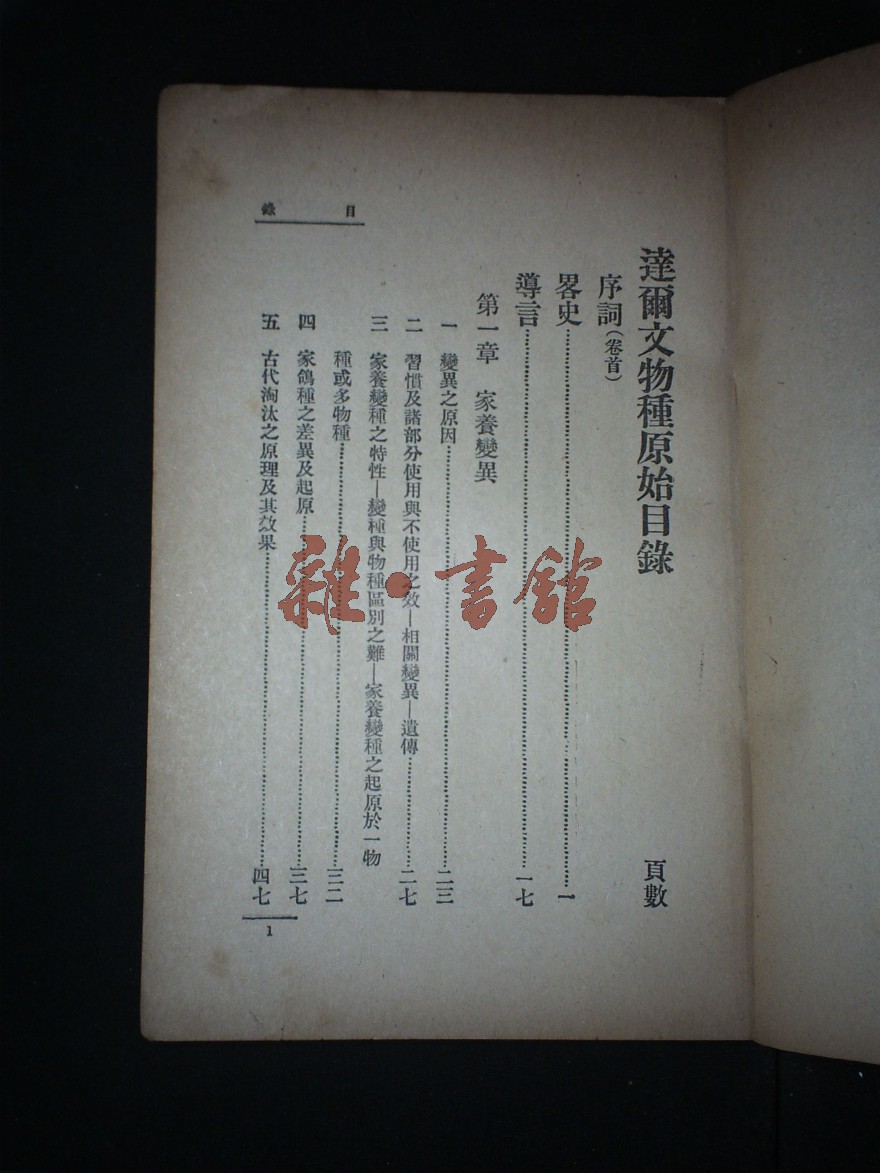 達爾文物種原始目錄
頁數
序詞(卷首)
畧史……一
導言……一七
第一章 家養變異
一 變異之原因……二三
二 習慣及諸部分使用與不使用之效—相關變異—遺傳……二七
三 家養變種之特性—變種與物種區別之難—家養變種之起原於一物
種或多物種……三二
四 家鴿種之差異及起原……三七
五 古代淘汰之原理及其效果……四七
目錄
1
雜·書館